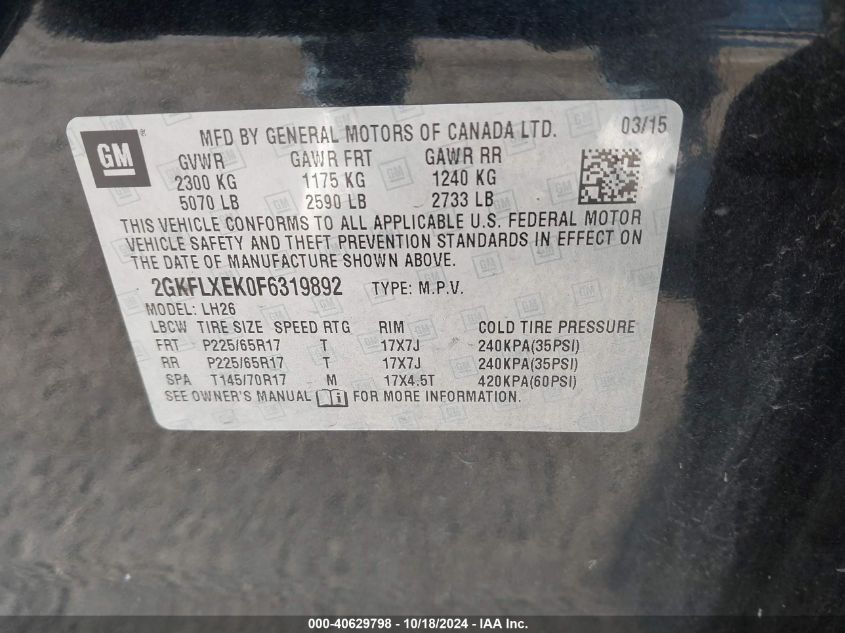 GM
®
MFD BY GENERAL MOTORS OF CANADA LTD. 03/15
GVWR GAWR FRT GAWR RR
2300 KG 1175 KG 1240 KG
5070 LB 2590 LB 2733 LB
THIS VEHICLE CONFORMS TO ALL APPLICABLE U.S. FEDERAL MOTOR
VEHICLE SAFETY AND THEFT PREVENTION STANDARDS IN EFFECT ON
THE DATE OF MANUFACTURE SHOWN ABOVE.
2GKFLXEK0F6319892 TYPE: M.P.V.
MODEL: LH26
LBCW TIRE SIZE SPEED RTG RIM COLD TIRE PRESSURE
FRT P225/65R17 T 17X7J 240KPA(35PSI)
RR P225/65R17 T 17X7J 240KPA(35PSI)
SPA T145/70R17 M 17X4.5T 420KPA(60PSI)
SEE OWNER'S MANUAL i FOR MORE INFORMATION.
000-40629798 - 10/18/2024 - IAA Inc.